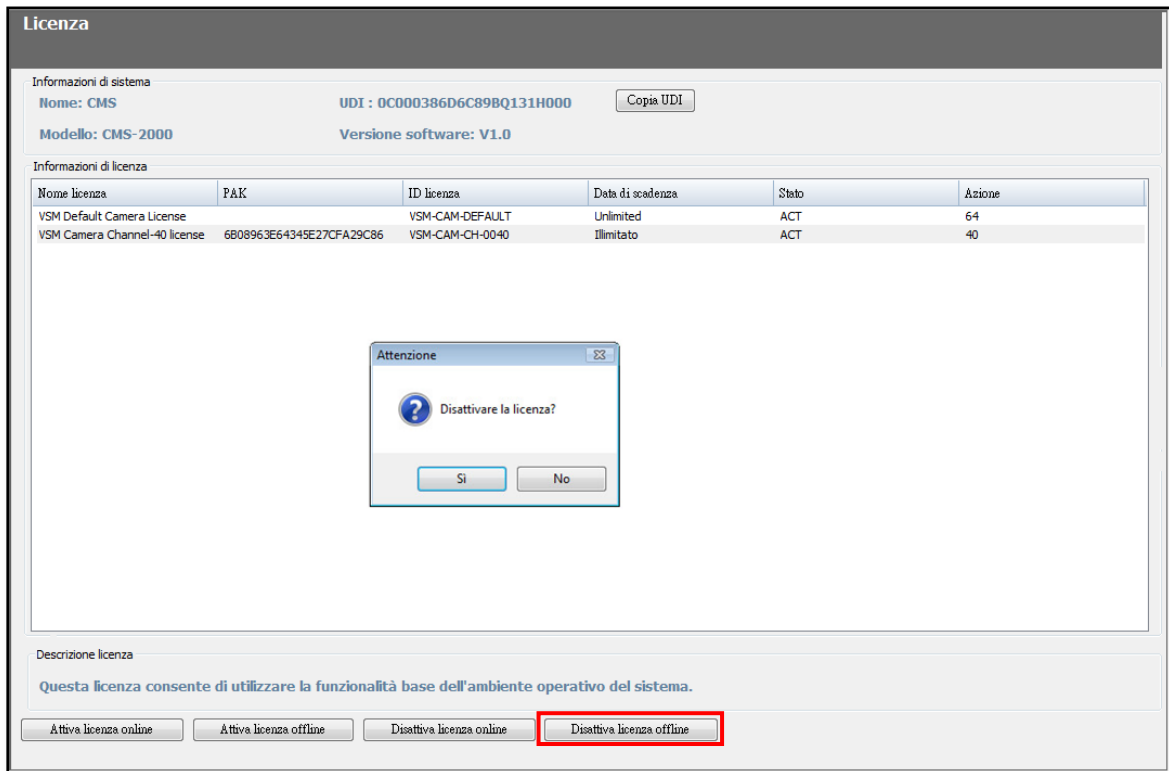 Licenza
Informazioni di sistema
Nome: CMS UDI : 0C000386D6C89BQ131H000 Copia UDI
Modello: CMS-2000 Versione software: V1.0
Informazioni di licenza
Nome licenza PAK ID licenza Data di scadenza Stato Azione
VSM Default Camera License VSM-CAM-DEFAULT Unlimited ACT 64
VSM Camera Channel-40 license 6B08963E64345E27CFA29C86 VSM-CAM-CH-0040 Illimitato ACT 40
Attenzione
Disattivare la licenza?
Sì No
Descrizione licenza
Questa licenza consente di utilizzare la funzionalità base dell'ambiente operativo del sistema.
Attiva licenza online Attiva licenza offline Disattiva licenza online Disattiva licenza offline